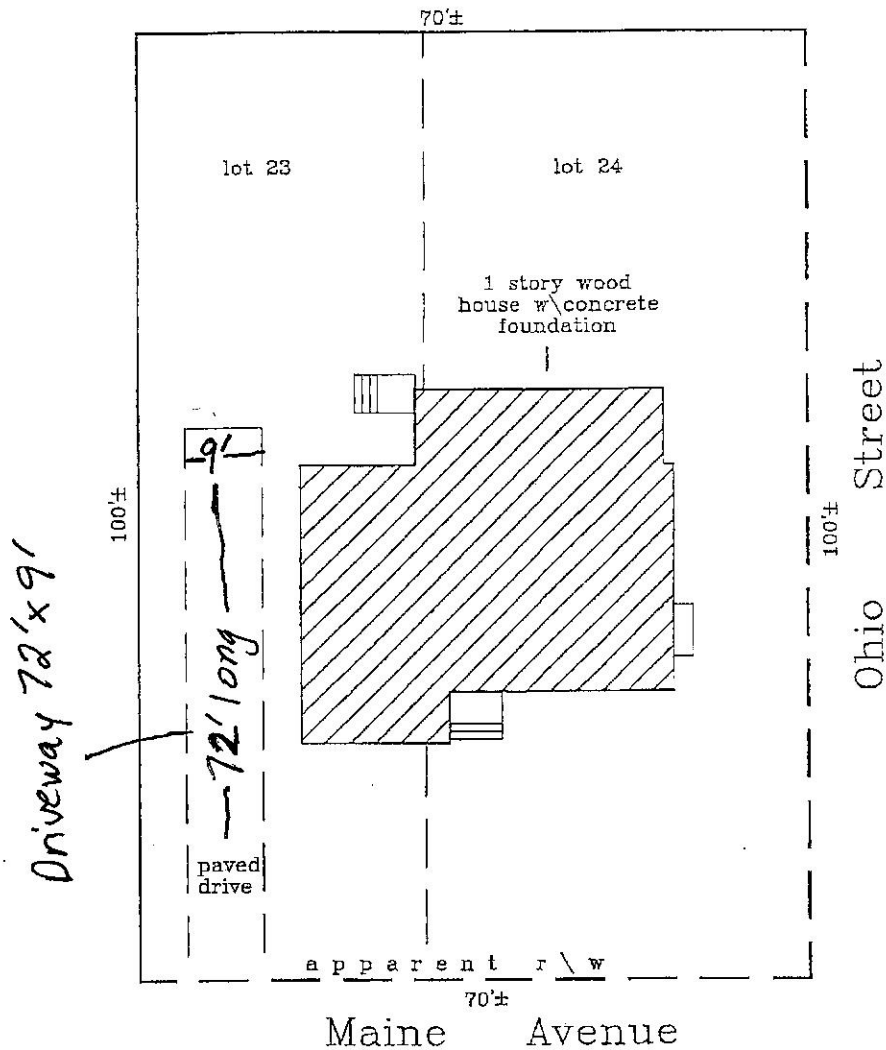 70'±
lot 23
lot 24
1 story wood
house w\concrete
foundation
9'
72' long
100'±
100'±
Ohio Street
Driveway 72'x9'
paved
drive
apparent r\w
70'±
Maine Avenue